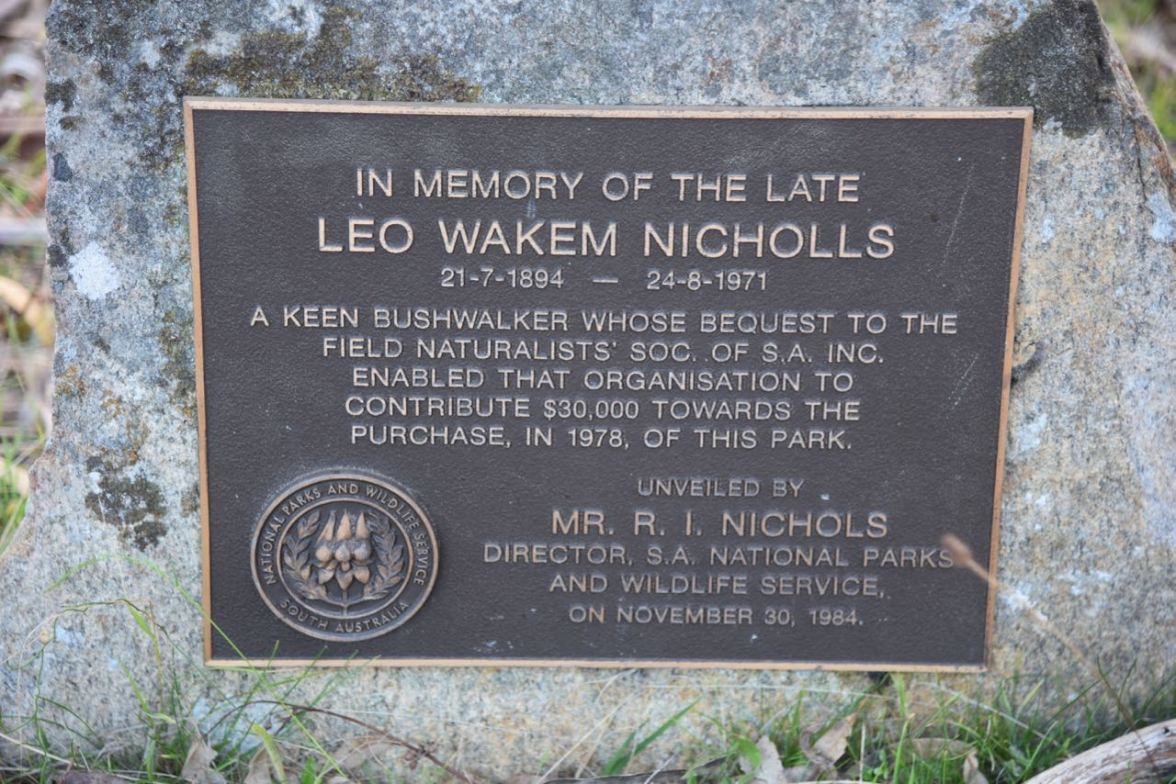 IN MEMORY OF THE LATE
LEO WAKEM NICHOLLS
21-7-1894 — 24-8-1971
A KEEN BUSHWALKER WHOSE BEQUEST TO THE
FIELD NATURALISTS' SOC. OF S.A. INC.
ENABLED THAT ORGANISATION TO
CONTRIBUTE $30,000 TOWARDS THE
PURCHASE, IN 1978, OF THIS PARK.
UNVEILED BY
MR. R. I. NICHOLS
DIRECTOR, S.A. NATIONAL PARKS
AND WILDLIFE SERVICE,
ON NOVEMBER 30, 1984.
NATIONAL PARKS AND WILDLIFE SERVICE
SOUTH AUSTRALIA